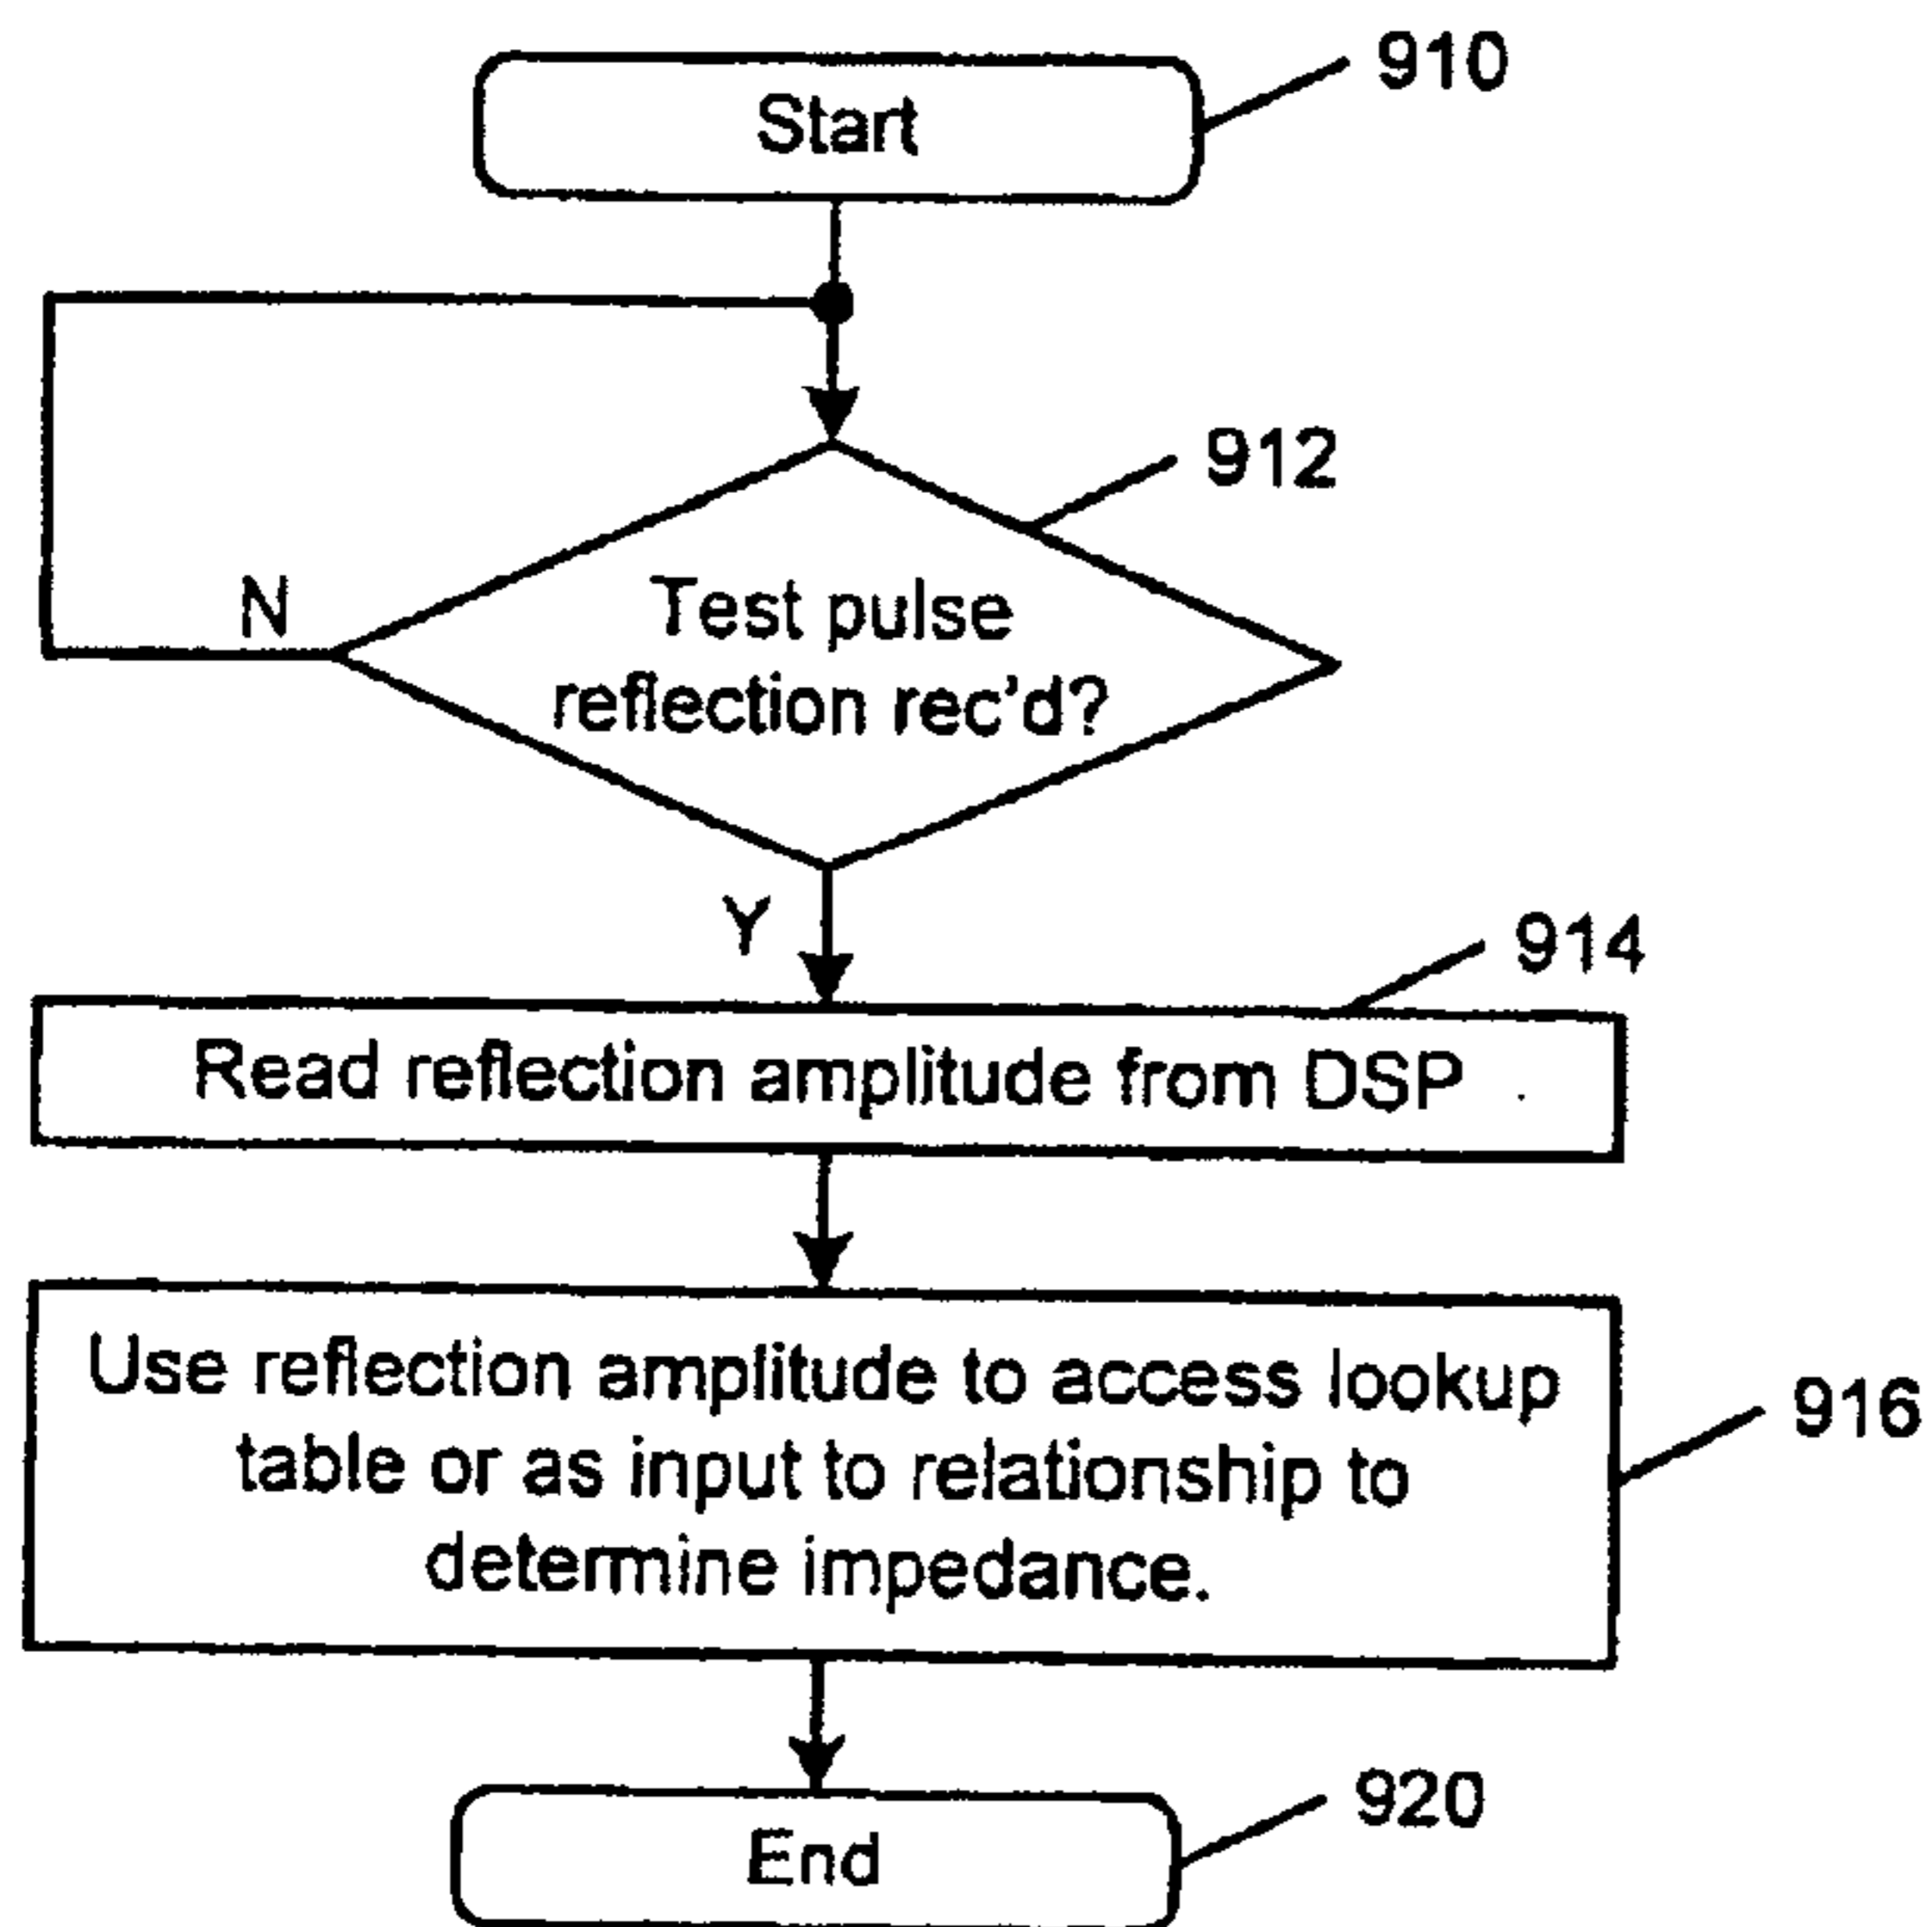 Start
910
912
Test pulse
reflection rec'd?
N
Y
914
Read reflection amplitude from DSP
Use reflection amplitude to access lookup
table or as input to relationship to
determine impedance.
916
920
End